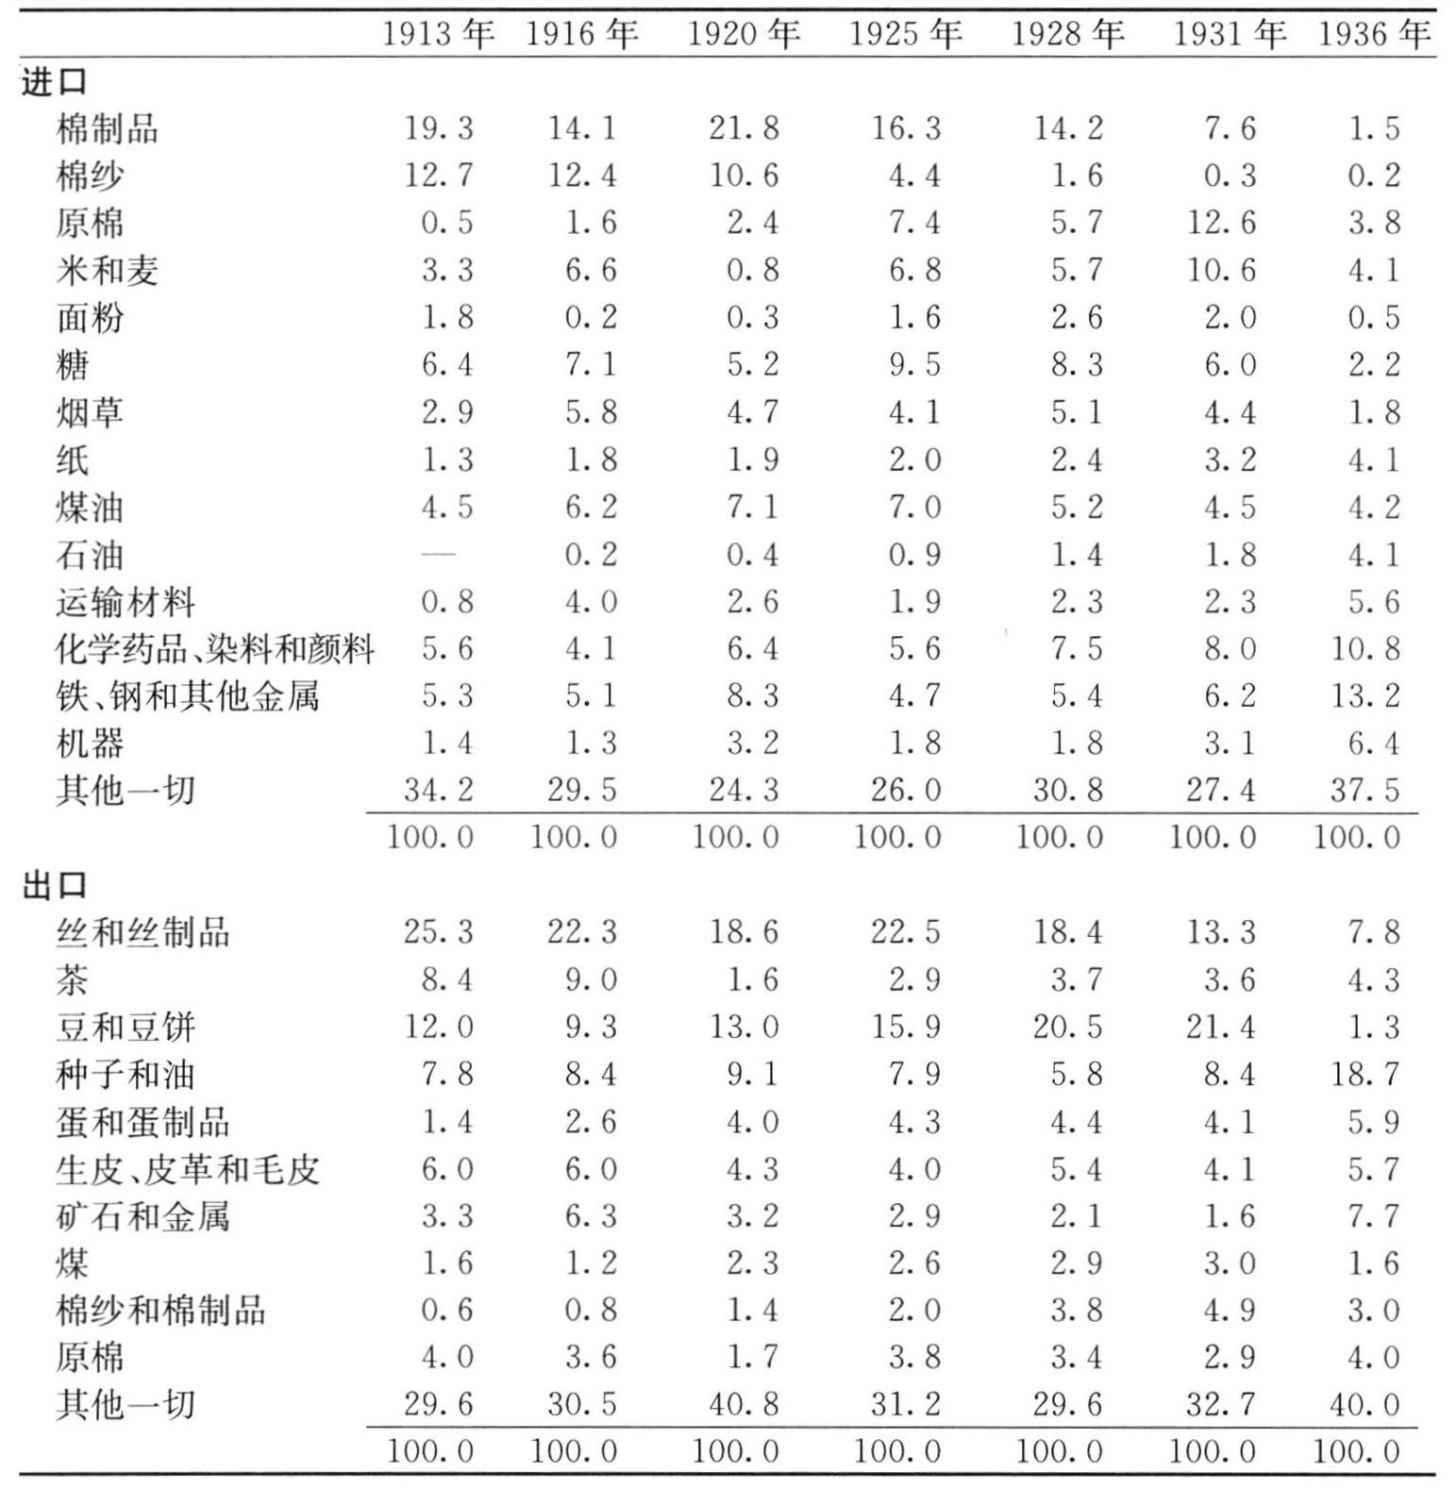 1913年 1916年 1920年 1925年 1928年 1931年 1936年
进口
棉制品 19.3 14.1 21.8 16.3 14.2 7.6 1.5
棉纱 12.7 12.4 10.6 4.4 1.6 0.3 0.2
原棉 0.5 1.6 2.4 7.4 5.7 12.6 3.8
米和麦 3.3 6.6 0.8 6.8 5.7 10.6 4.1
面粉 1.8 0.2 0.3 1.6 2.6 2.0 0.5
糖 6.4 7.1 5.2 9.5 8.3 6.0 2.2
烟草 2.9 5.8 4.7 4.1 5.1 4.4 1.8
纸 1.3 1.8 1.9 2.0 2.4 3.2 4.1
煤油 4.5 6.2 7.1 7.0 5.2 4.5 4.2
石油 — 0.2 0.4 0.9 1.4 1.8 4.1
运输材料 0.8 4.0 2.6 1.9 2.3 2.3 5.6
化学药品、染料和颜料 5.6 4.1 6.4 5.6 7.5 8.0 10.8
铁、钢和其他金属 5.3 5.1 8.3 4.7 5.4 6.2 13.2
机器 1.4 1.3 3.2 1.8 1.8 3.1 6.4
其他一切 34.2 29.5 24.3 26.0 30.8 27.4 37.5
100.0 100.0 100.0 100.0 100.0 100.0 100.0
出口
丝和丝制品 25.3 22.3 18.6 22.5 18.4 13.3 7.8
茶 8.4 9.0 1.6 2.9 3.7 3.6 4.3
豆和豆饼 12.0 9.3 13.0 15.9 20.5 21.4 1.3
种子和油 7.8 8.4 9.1 7.9 5.8 8.4 18.7
蛋和蛋制品 1.4 2.6 4.0 4.3 4.4 4.1 5.9
生皮、皮革和毛皮 6.0 6.0 4.3 4.0 5.4 4.1 5.7
矿石和金属 3.3 6.3 3.2 2.9 2.1 1.6 7.7
煤 1.6 1.2 2.3 2.6 2.9 3.0 1.6
棉纱和棉制品 0.6 0.8 1.4 2.0 3.8 4.9 3.0
原棉 4.0 3.6 1.7 3.8 3.4 2.9 4.0
其他一切 29.6 30.5 40.8 31.2 29.6 32.7 40.0
100.0 100.0 100.0 100.0 100.0 100.0 100.0